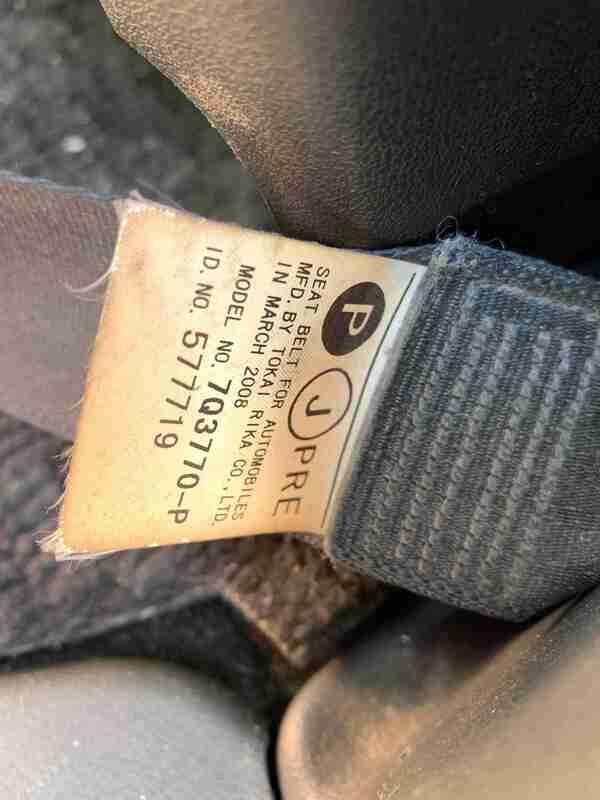 P J PRE
SEAT BELT FOR AUTOMOBILES
MFD. BY TOKAI RIKA CO., LTD.
IN MARCH 2008
MODEL NO. 7Q3770-P
I D. NO. 577719